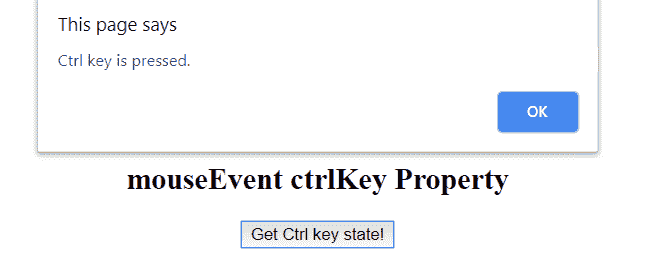 This page says
Ctrl key is pressed.
OK
mouseEvent ctrlKey Property
Get Ctrl key state!